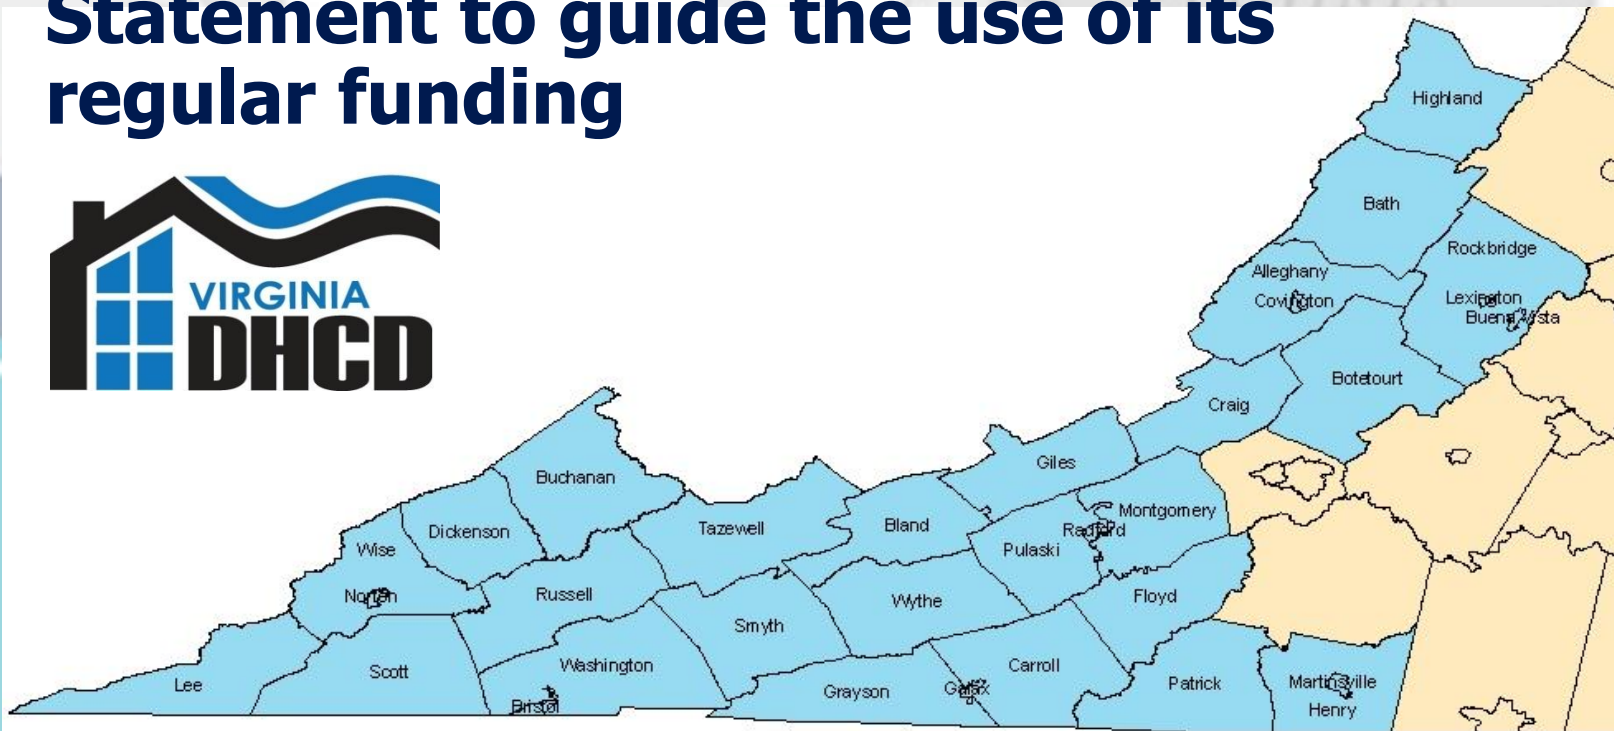 Statement to guide the use of its
regular funding
VIRGINIA
DHCD
Highland
Bath
Rockbridge
Alleghany
Covington
Lexington
Buena Vista
Botetourt
Craig
Giles
Buchanan
Montgomery
Radford
Dickenson
Tazewell
Bland
Pulaski
Wise
Norton
Russell
Wythe
Floyd
Smyth
Washington
Carroll
Scott
Lee
Grayson
Galax
Patrick
Martinsville
Henry
Bristol